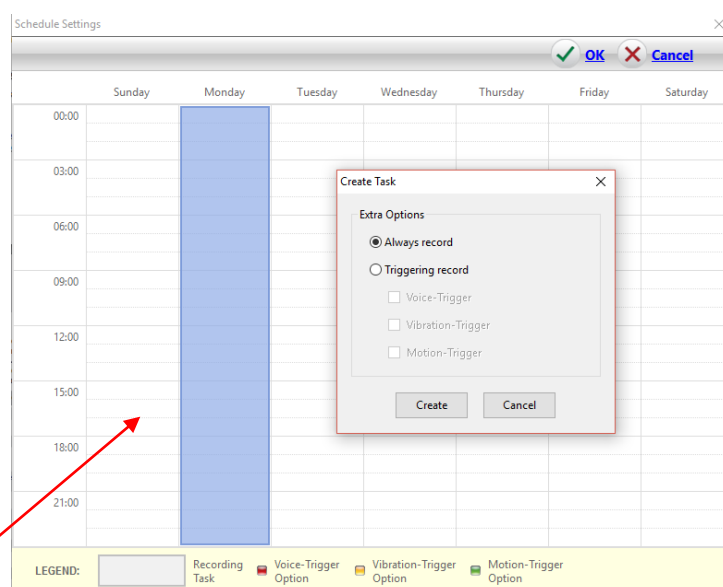 Schedule Settings
OK Cancel
Sunday Monday Tuesday Wednesday Thursday Friday Saturday
00:00
03:00
06:00
09:00
12:00
15:00
18:00
21:00
Create Task
Extra Options
Always record
Triggering record
Voice-Trigger
Vibration-Trigger
Motion-Trigger
Create Cancel
LEGEND: Recording Task Voice-Trigger Option Vibration-Trigger Option Motion-Trigger Option